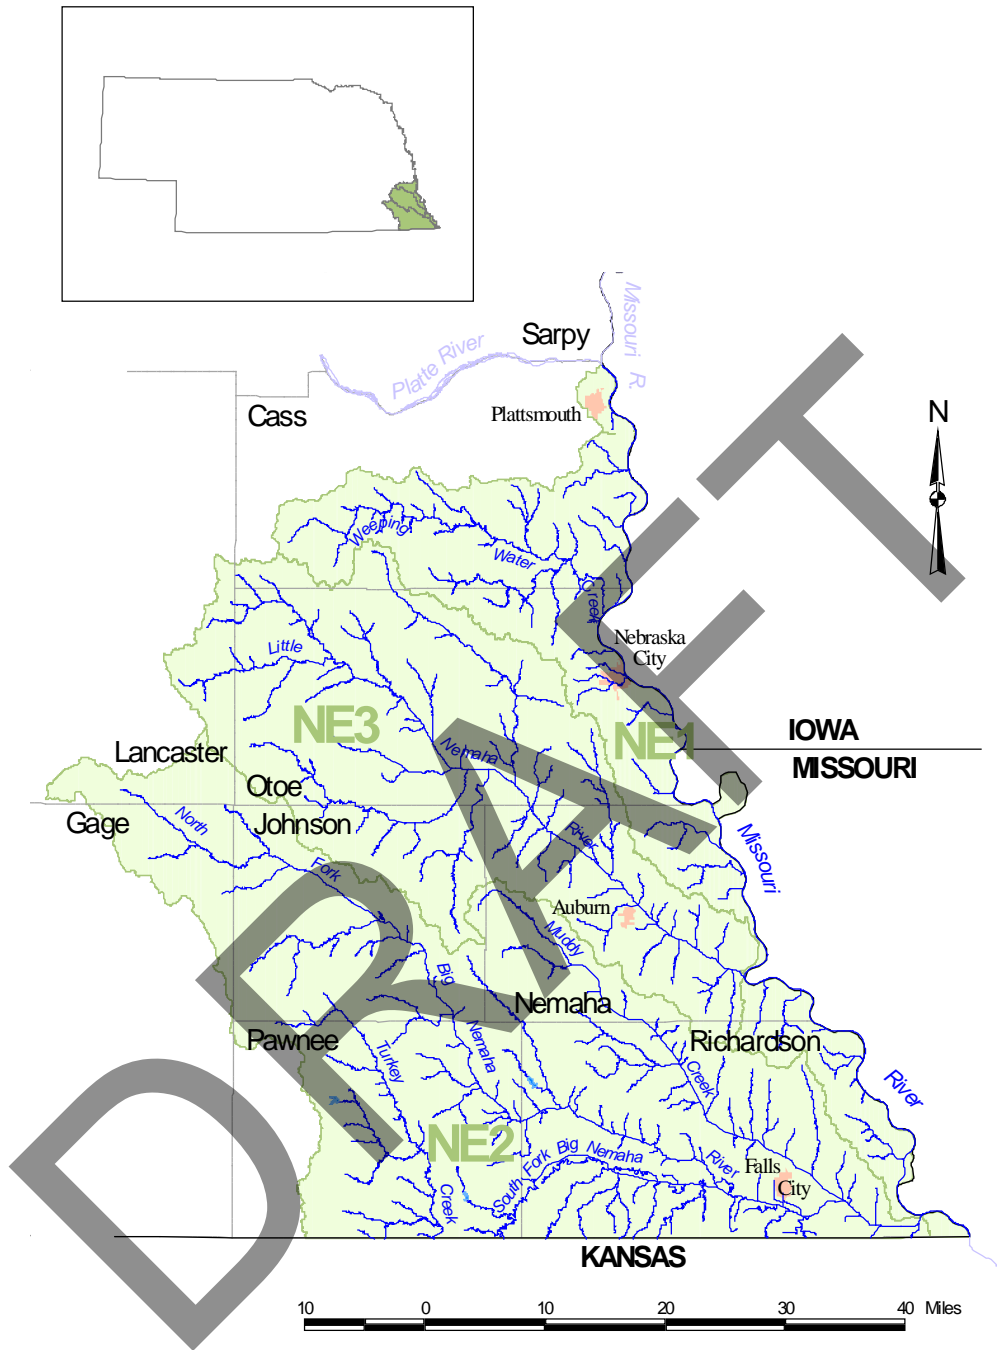 Missouri R.
Sarpy
Platte River
Plattsmouth
Cass
N
Weeping
Water
Creek
Nebraska
City
Little
NE3
NE1
IOWA
MISSOURI
Lancaster
Nemaha
Otoe
Gage
North
Johnson
River
Missouri
Fork
Auburn
Muddy
Big
Nemaha
Pawnee
Nemaha
Turkey
Richardson
Creek
River
NE2
South Fork Big Nemaha
River
Falls
City
Creek
KANSAS
10 0 10 20 30 40 Miles
DRAFT